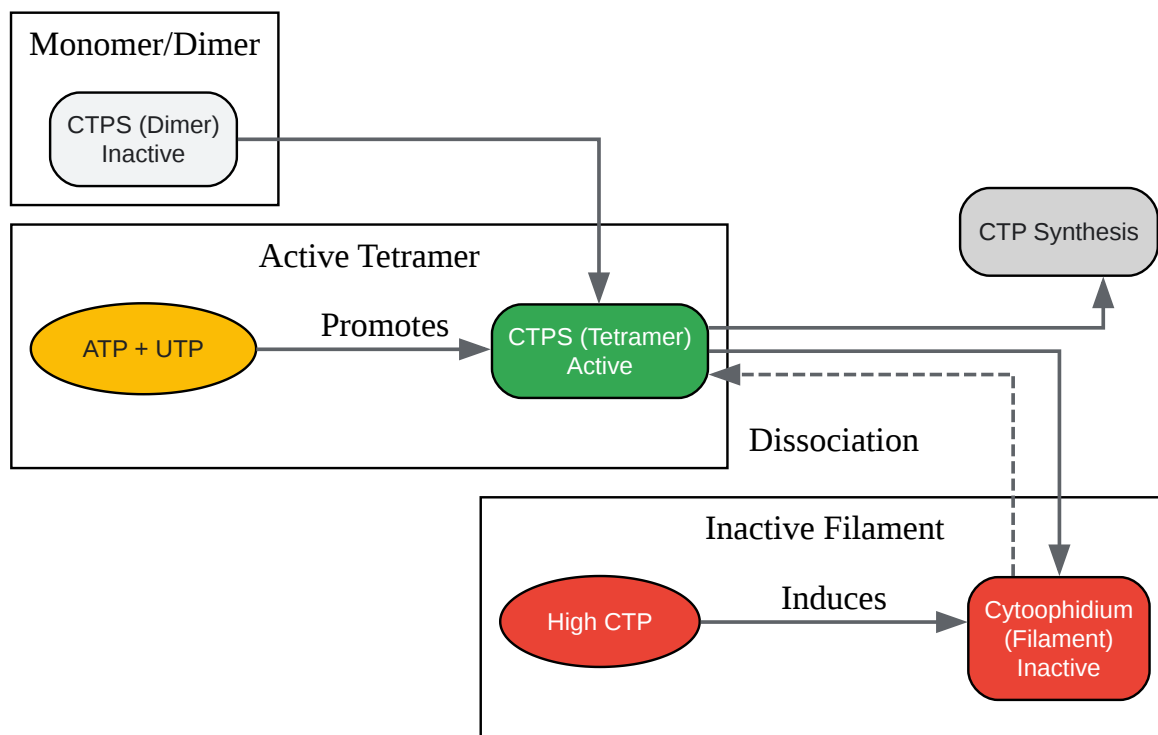 Monomer/Dimer
CTPS (Dimer)
Inactive
CTP Synthesis
Active Tetramer
ATP + UTP
Promotes
CTPS (Tetramer)
Active
Dissociation
Inactive Filament
High CTP
Induces
Cytoophidium
(Filament)
Inactive